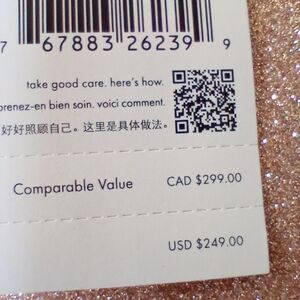 7 67883 26239 9
take good care. here's how.
prenez-en bien soin. voici comment.
好好照顾自己。这里是具体做法。
Comparable Value CAD $299.00
USD $249.00